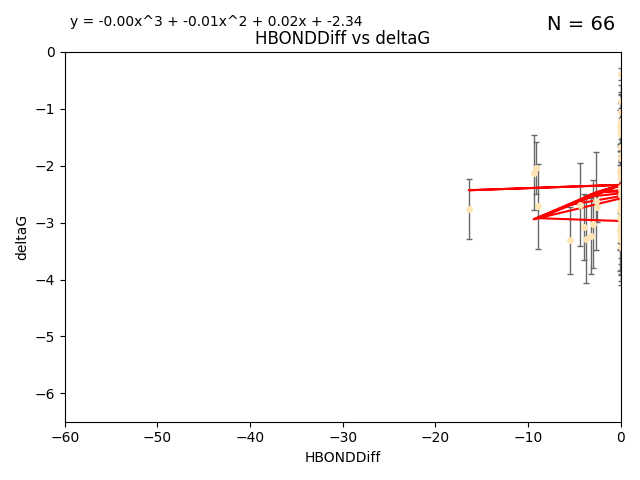 y = -0.00x^3 + -0.01x^2 + 0.02x + -2.34
N = 66
HBONDDiff vs deltaG
deltaG
0
−1
−2
−3
−4
−5
−6
−60
−50
−40
−30
−20
−10
0
HBONDDiff